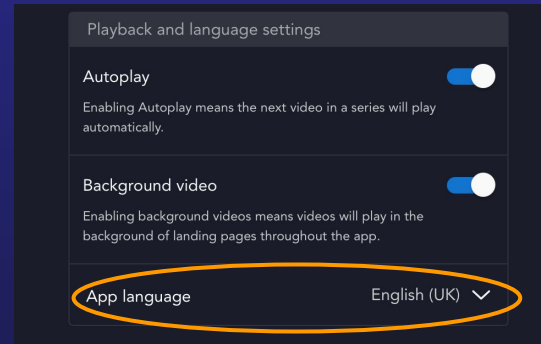 Playback and language settings
Autoplay
Enabling Autoplay means the next video in a series will play
automatically.
Background video
Enabling background videos means videos will play in the
background of landing pages throughout the app.
App language English (UK)